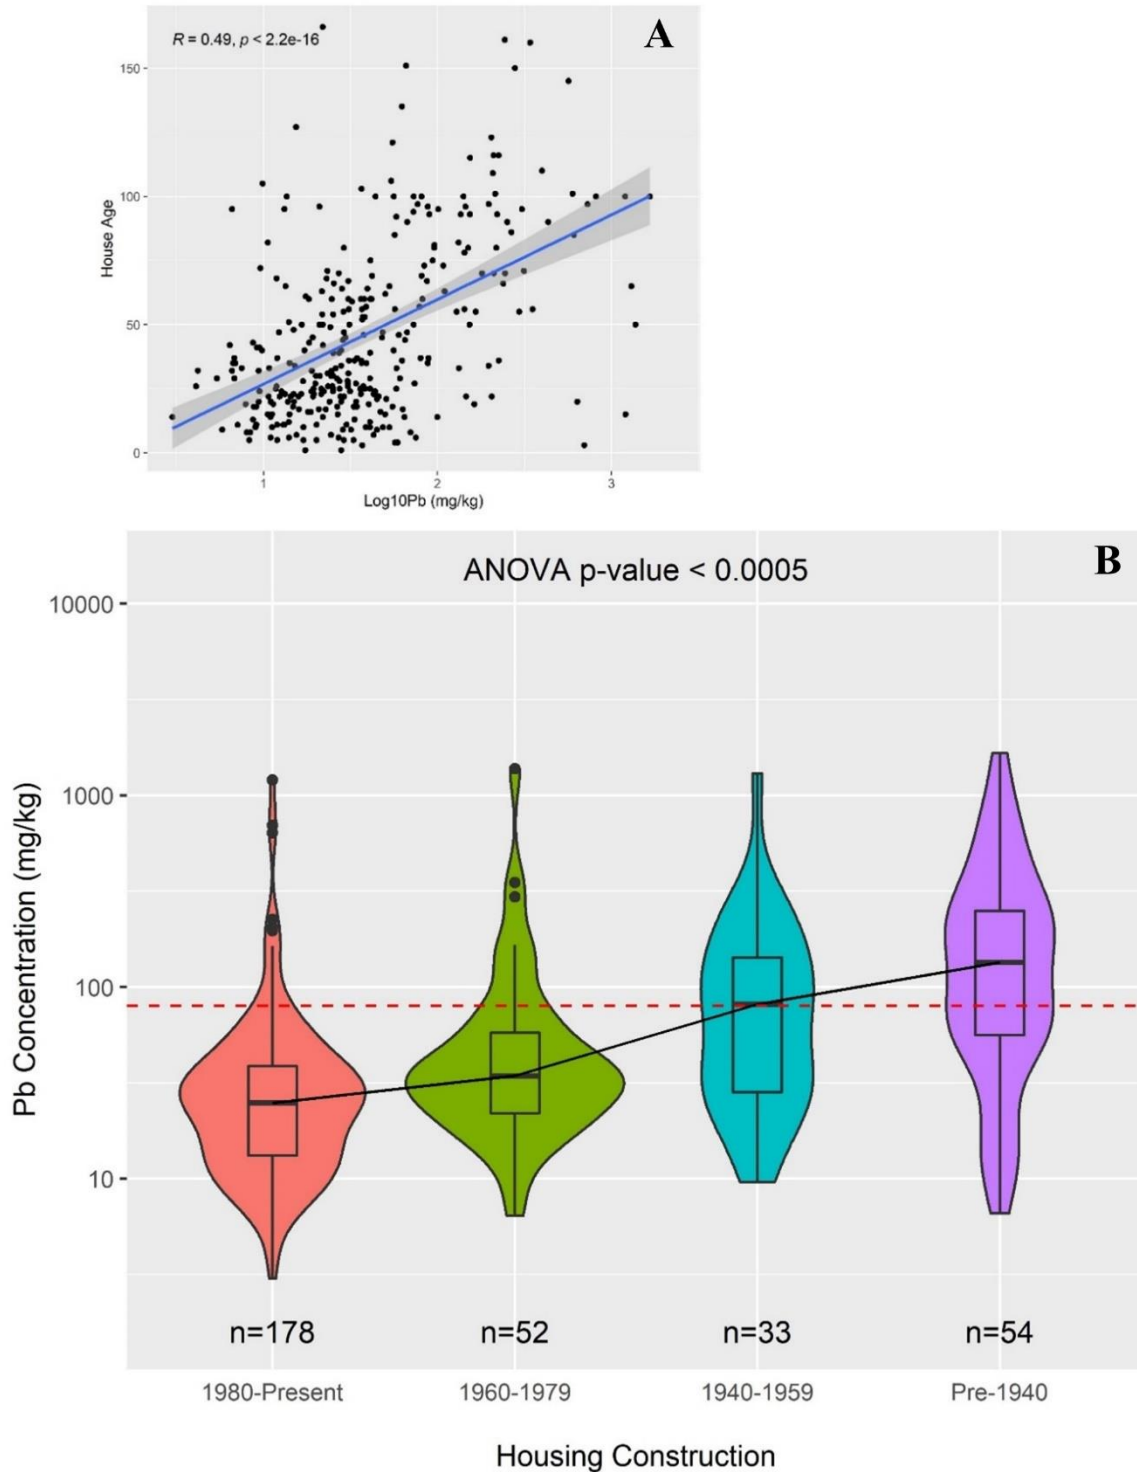 R = 0.49, p < 2.2e-16
A
150
100
50
0
House Age
1
2
3
Log10Pb (mg/kg)
ANOVA p-value < 0.0005
B
10000
1000
100
10
Pb Concentration (mg/kg)
n=178
n=52
n=33
n=54
1980-Present
1960-1979
1940-1959
Pre-1940
Housing Construction